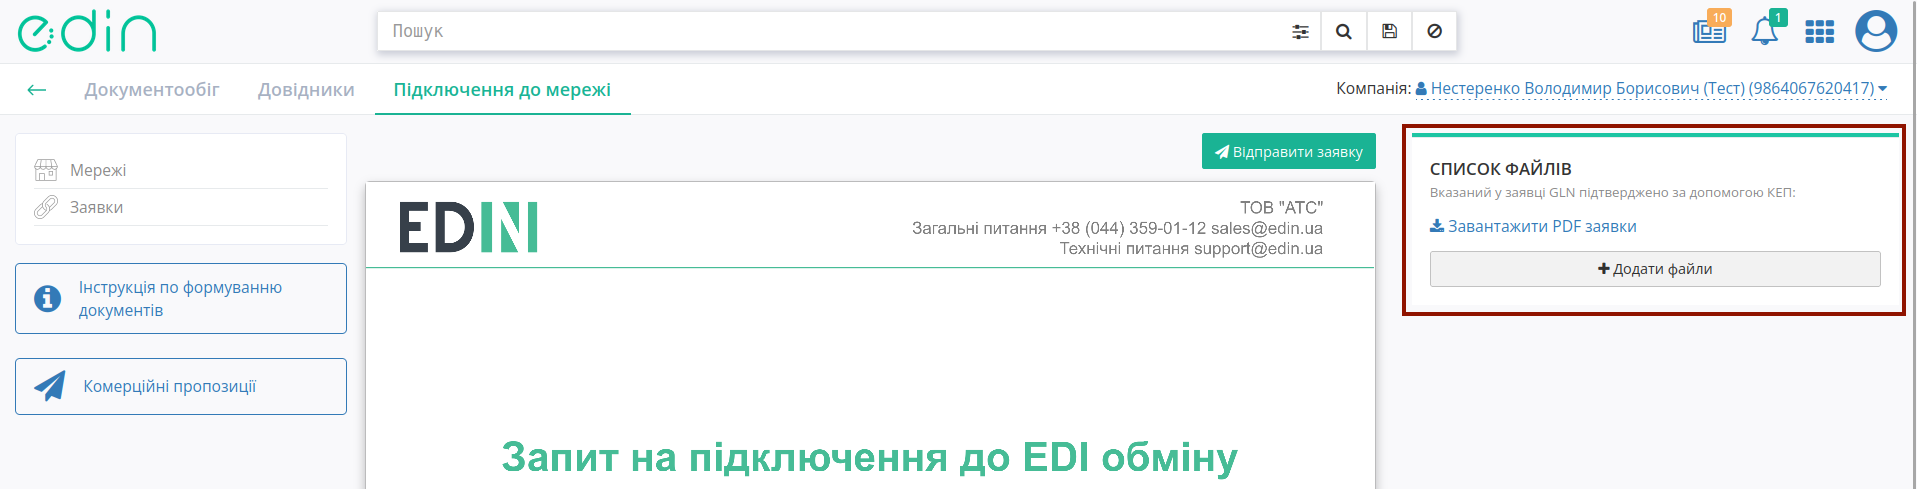 edin
Пошук
10
1
Документообіг
Довідники
Підключення до мережі
Компанія: Нестеренко Володимир Борисович (Тест) (9864067620417)
Мережі
Заявки
Інструкція по формуванню
документів
Комерційні пропозиції
Відправити заявку
EDIN
ТОВ "АТС"
Загальні питання +38 (044) 359-01-12 sales@edin.ua
Технічні питання support@edin.ua
Запит на підключення до EDI обміну
СПИСОК ФАЙЛІВ
Вказаний у заявці GLN підтверджено за допомогою КЕП:
Завантажити PDF заявки
Додати файли